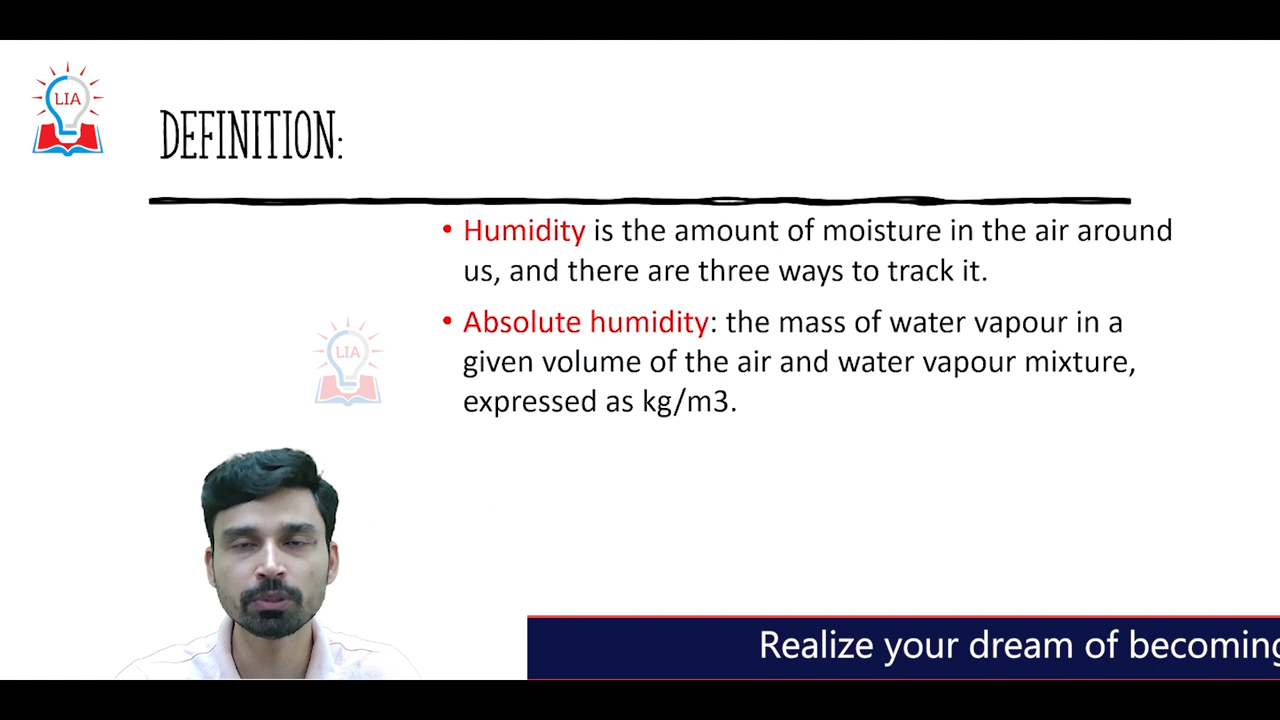 LIA
DEFINITION:
• Humidity is the amount of moisture in the air around
us, and there are three ways to track it.
• Absolute humidity: the mass of water vapour in a
given volume of the air and water vapour mixture,
expressed as kg/m3.
LIA
Realize your dream of becoming